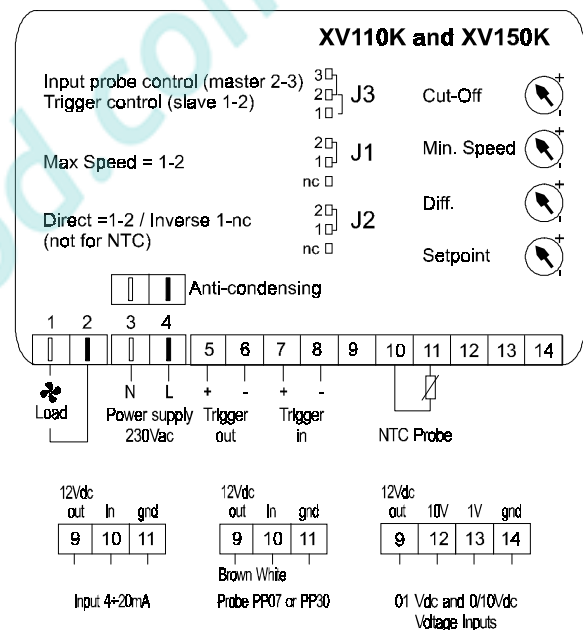 XV110K and XV150K
Input probe control (master 2-3)
Trigger control (slave 1-2)
3
2
1
J3
Cut-Off
+
-
Max Speed = 1-2
2
1
nc
J1
Min. Speed
+
-
Direct =1-2 / Inverse 1-nc
(not for NTC)
2
1
nc
J2
Diff.
+
-
Setpoint
+
-
Anti-condensing
1 2 3 4
5 6 7 8 9 10 11 12 13 14
N L + - + -
Load
Power supply
230Vac
Trigger
out
Trigger
in
NTC Probe
12Vdc
out In gnd
9 10 11
Input 4÷20mA
12Vdc
out In gnd
9 10 11
Brown White
Probe PP07 or PP30
12Vdc
out 10V 1V gnd
9 12 13 14
01 Vdc and 0/10Vdc
Voltage Inputs